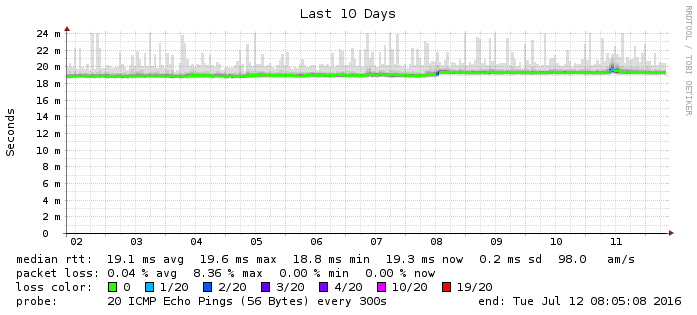 Last 10 Days
RRDTOOL / TOBI OETIKER
Seconds
24 m
22 m
20 m
18 m
16 m
14 m
12 m
10 m
8 m
6 m
4 m
2 m
0
02 03 04 05 06 07 08 09 10 11
median rtt: 19.1 ms avg 19.6 ms max 18.8 ms min 19.3 ms now 0.2 ms sd 98.0 am/s
packet loss: 0.04 % avg 8.36 % max 0.00 % min 0.00 % now
loss color: 0 1/20 2/20 3/20 4/20 10/20 19/20
probe: 20 ICMP Echo Pings (56 Bytes) every 300s end: Tue Jul 12 08:05:08 2016